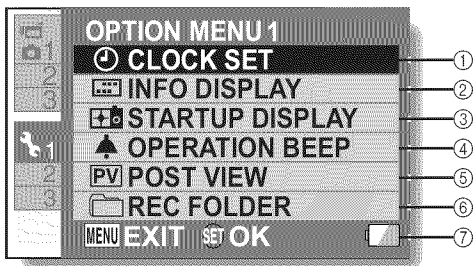 OPTION MENU 1
CLOCK SET ①
INFO DISPLAY ②
STARTUP DISPLAY ③
OPERATION BEEP ④
PV POST VIEW ⑤
REC FOLDER ⑥
MENU EXIT SET OK ⑦
1
2
3
1
2
3